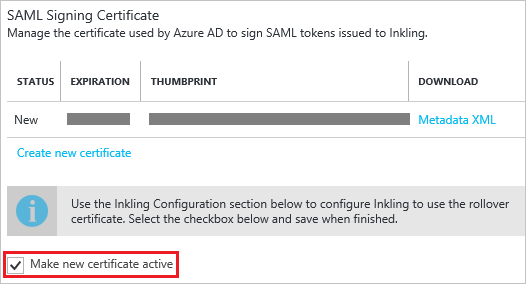 SAML Signing Certificate
Manage the certificate used by Azure AD to sign SAML tokens issued to Inkling.
STATUS EXPIRATION THUMBPRINT DOWNLOAD
New Metadata XML
Create new certificate
Use the Inkling Configuration section below to configure Inkling to use the rollover
certificate. Select the checkbox below and save when finished.
Make new certificate active